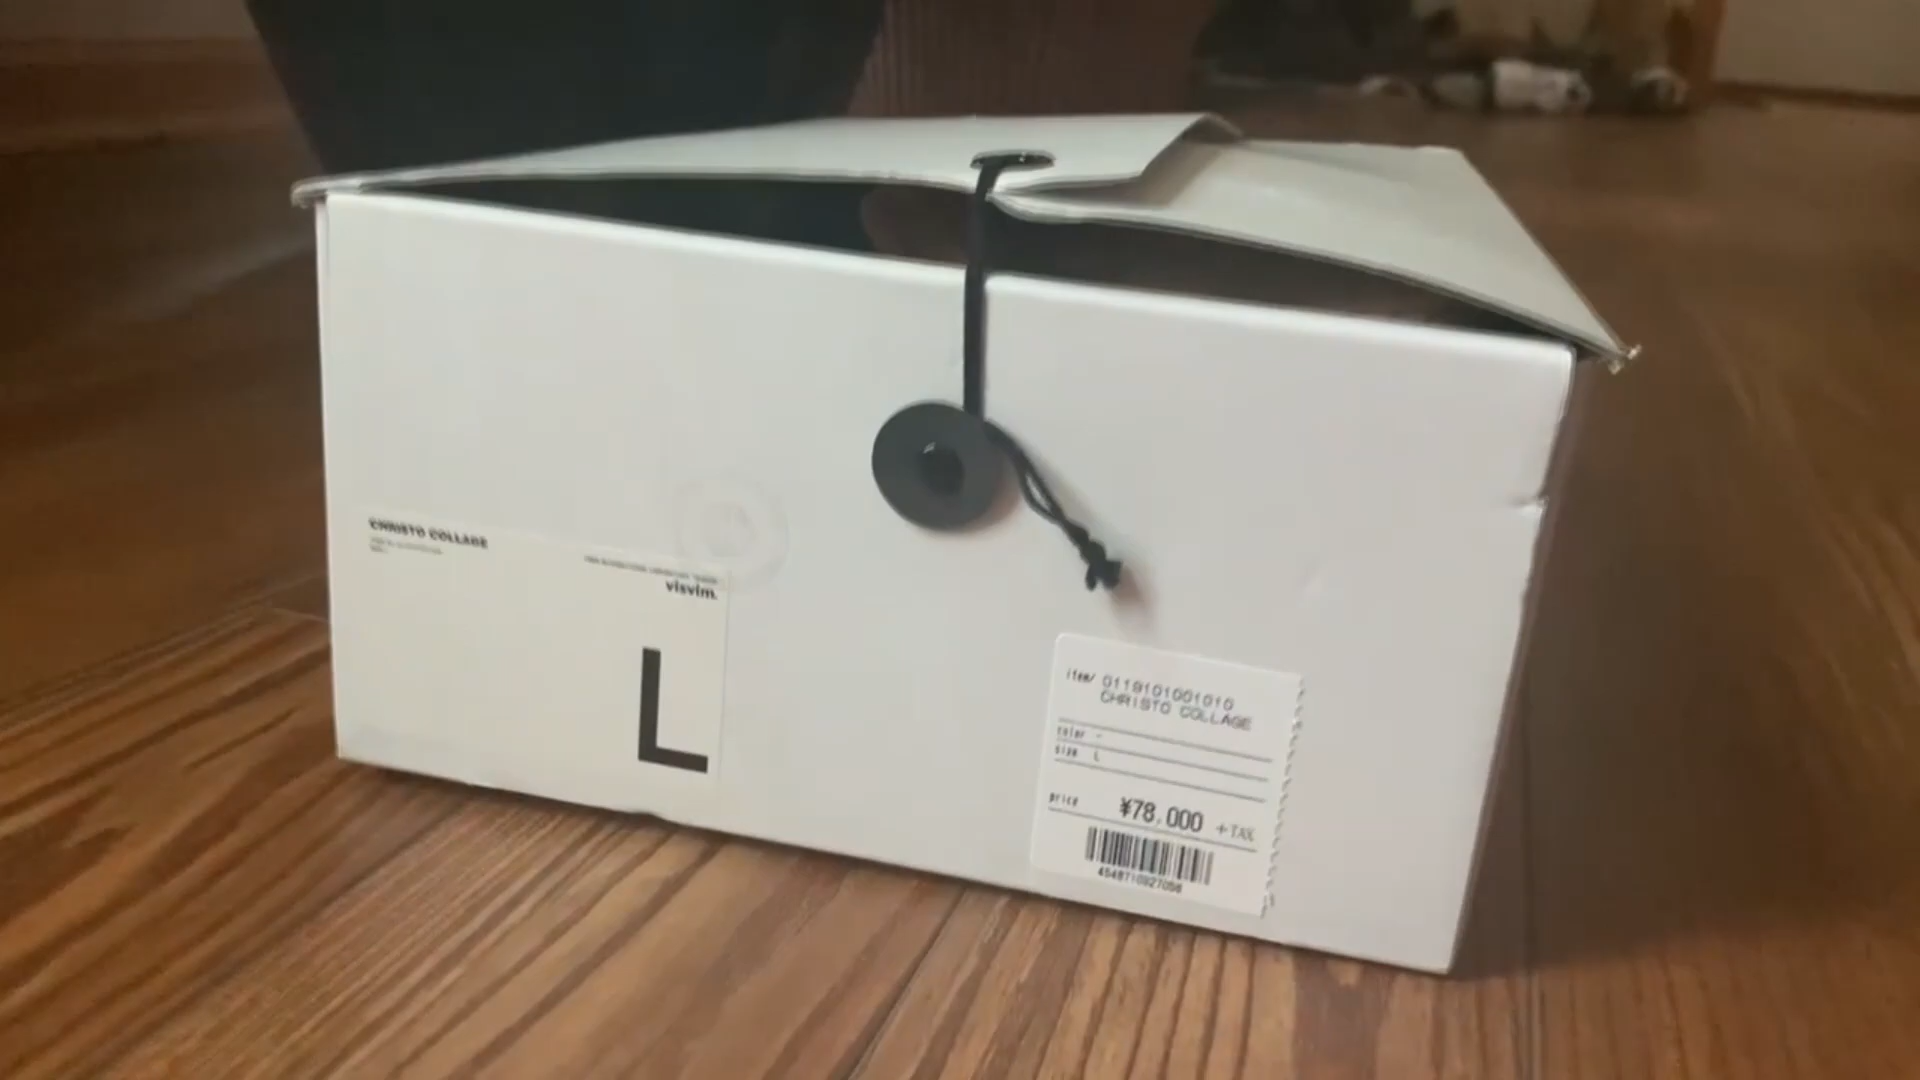 CHRISTO COLLAGE
visvim.
L
item/ 0119101001010
CHRISTO COLLAGE
color -
size L
price ¥78,000 +TAX